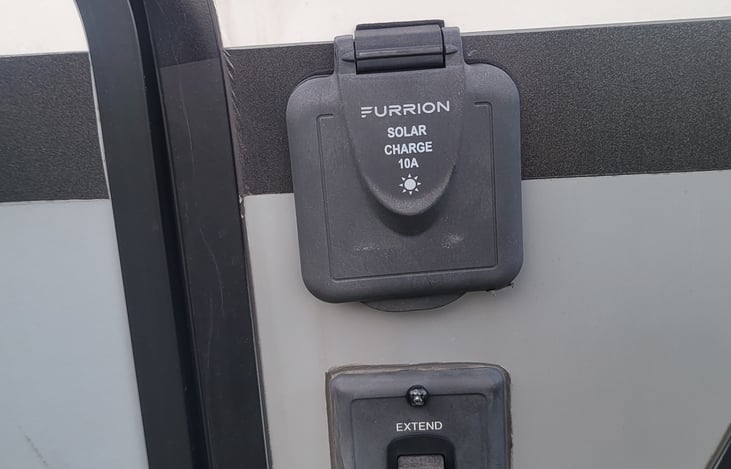 FURRION
SOLAR
CHARGE
10A
EXTEND